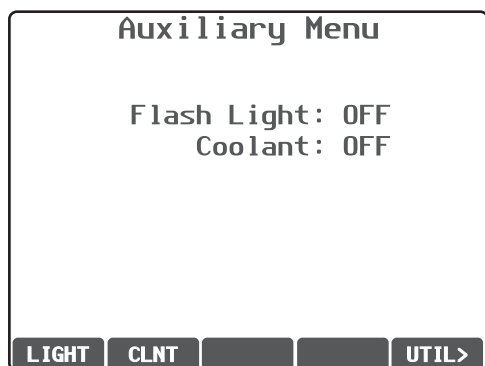 Auxiliary Menu
Flash Light: OFF
Coolant: OFF
LIGHT CLNT UTIL>